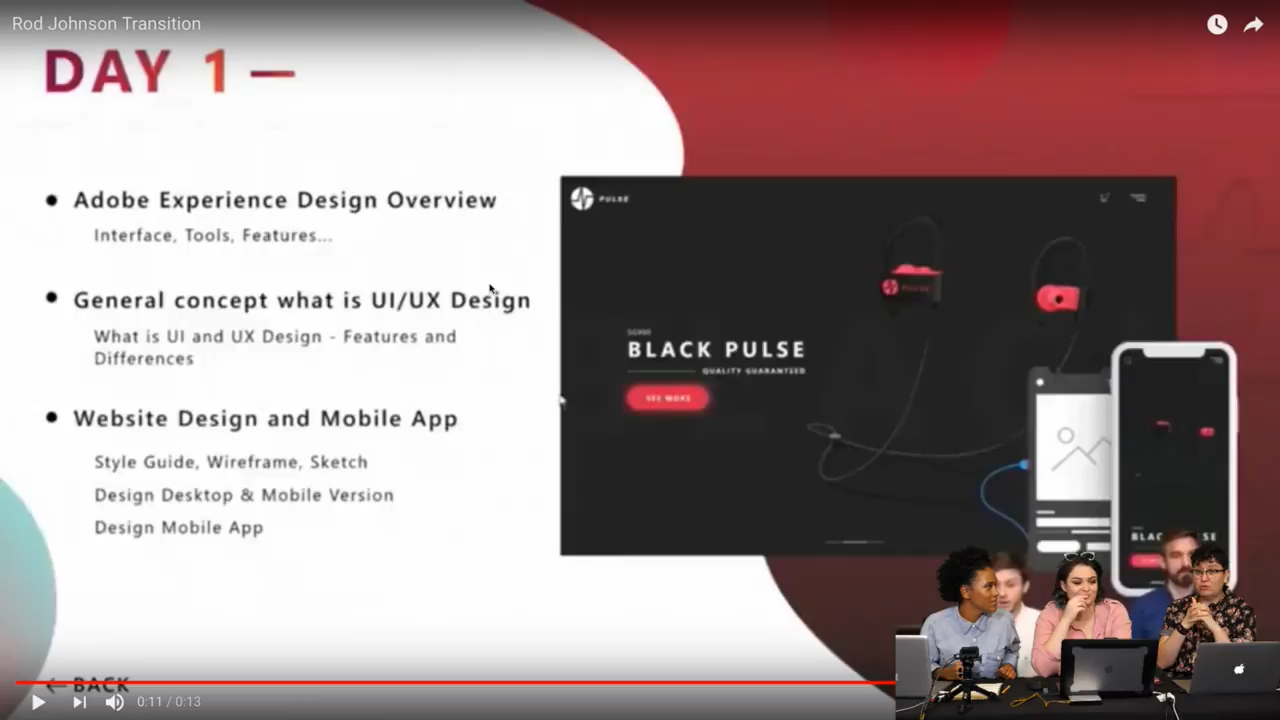 Rod Johnson Transition
DAY 1 —
Adobe Experience Design Overview
Interface, Tools, Features...
General concept what is UI/UX Design
What is UI and UX Design - Features and
Differences
Website Design and Mobile App
Style Guide, Wireframe, Sketch
Design Desktop & Mobile Version
Design Mobile App
← BACK
0:11 / 0:13
PULSE
PULSE
BLACK PULSE
QUALITY GUARANTEED
SEE MORE